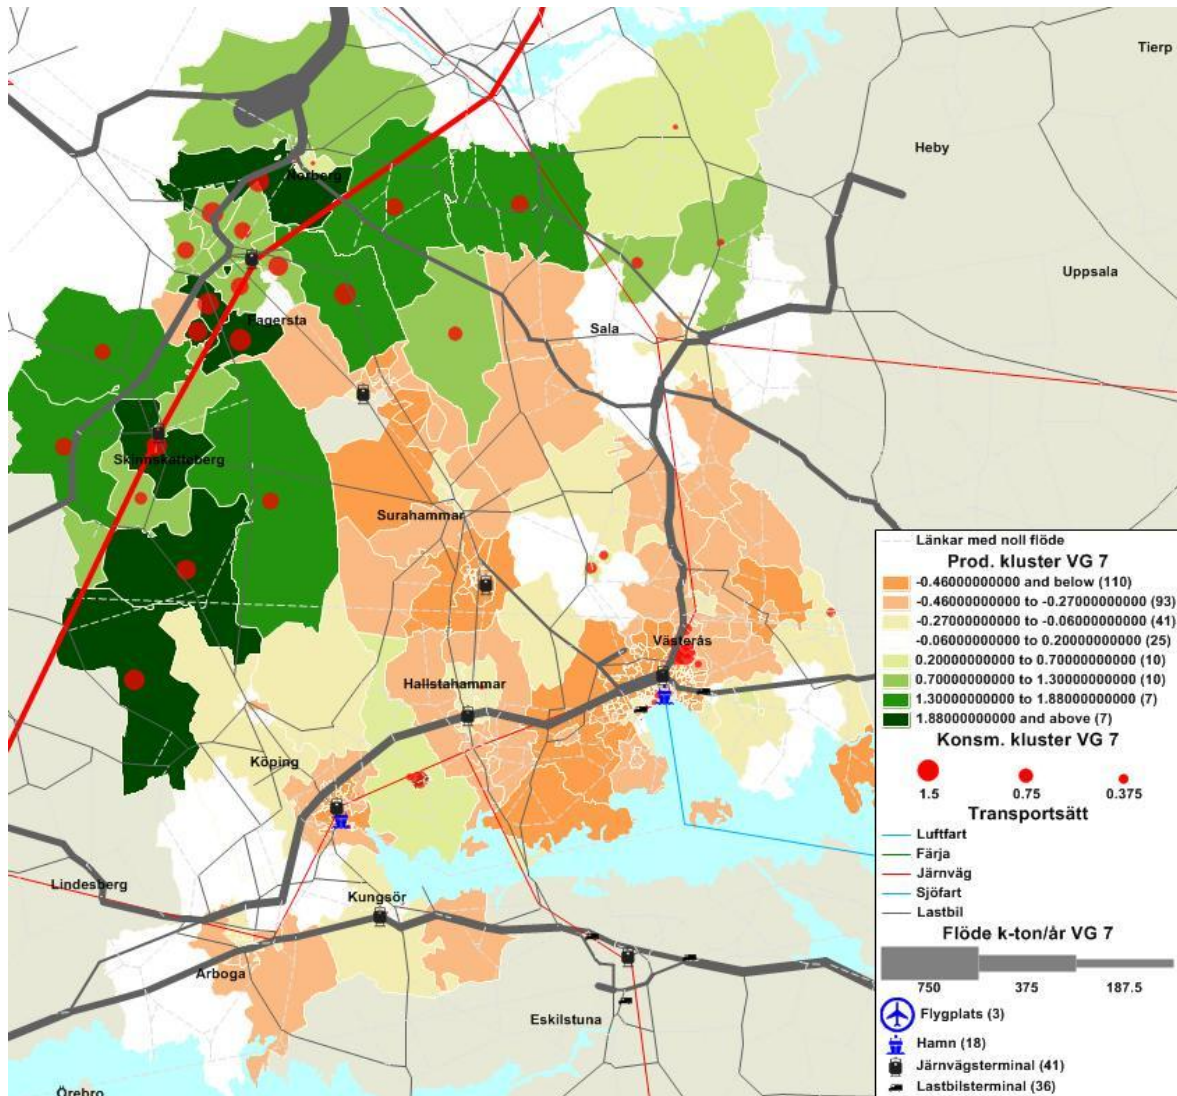 Tierp
Heby
Norberg
Uppsala
Fagersta
Sala
Skinnskatteberg
Surahammar
Västerås
Hallstahammar
Köping
Lindesberg
Kungsör
Arboga
Eskilstuna
Örebro
Länkar med noll flöde
Prod. kluster VG 7
-0.46000000000 and below (110)
-0.46000000000 to -0.27000000000 (93)
-0.27000000000 to -0.06000000000 (41)
-0.06000000000 to 0.20000000000 (25)
0.20000000000 to 0.70000000000 (10)
0.70000000000 to 1.30000000000 (10)
1.30000000000 to 1.88000000000 (7)
1.88000000000 and above (7)
Konsm. kluster VG 7
1.5 0.75 0.375
Transportsätt
Luftfart
Färja
Järnväg
Sjöfart
Lastbil
Flöde k-ton/år VG 7
750 375 187.5
Flygplats (3)
Hamn (18)
Järnvägsterminal (41)
Lastbilsterminal (36)